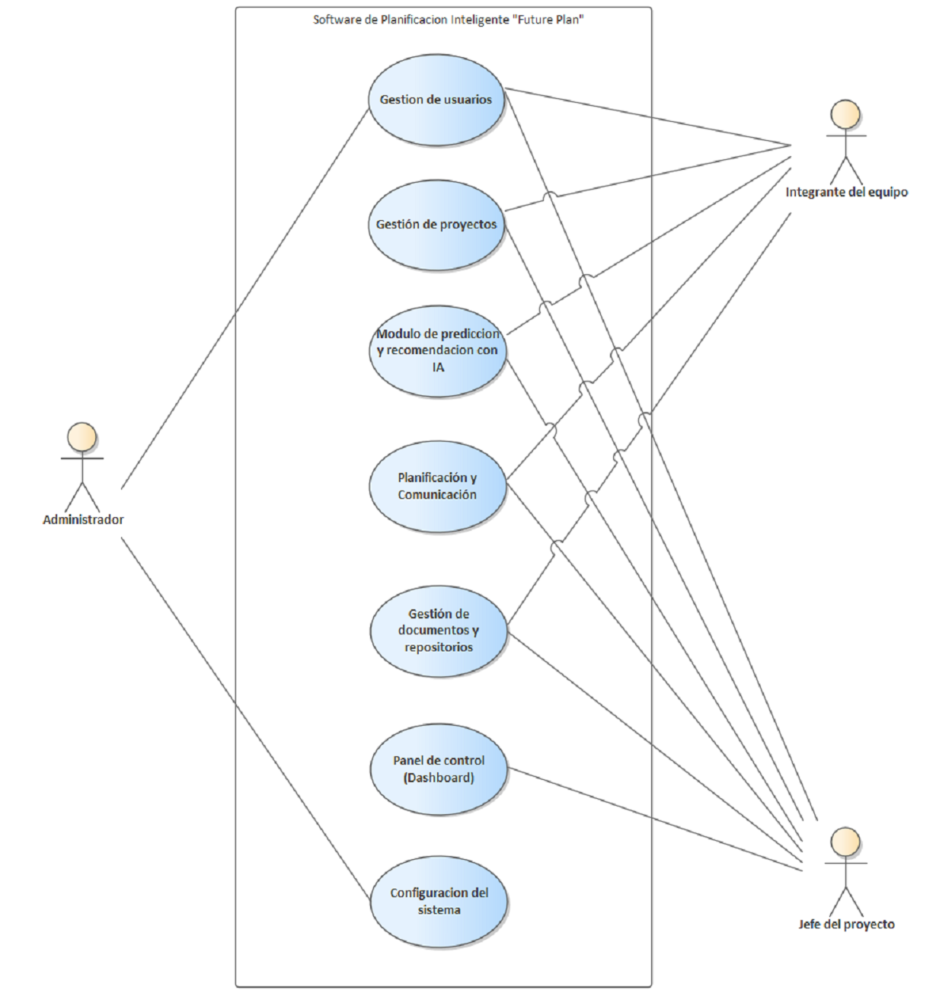 Software de Planificacion Inteligente "Future Plan"
Gestion de usuarios
Integrante del equipo
Gestión de proyectos
Modulo de prediccion
y recomendacion con
IA
Planificación y
Comunicación
Administrador
Gestión de
documentos y
repositorios
Panel de control
(Dashboard)
Configuracion del
sistema
Jefe del proyecto